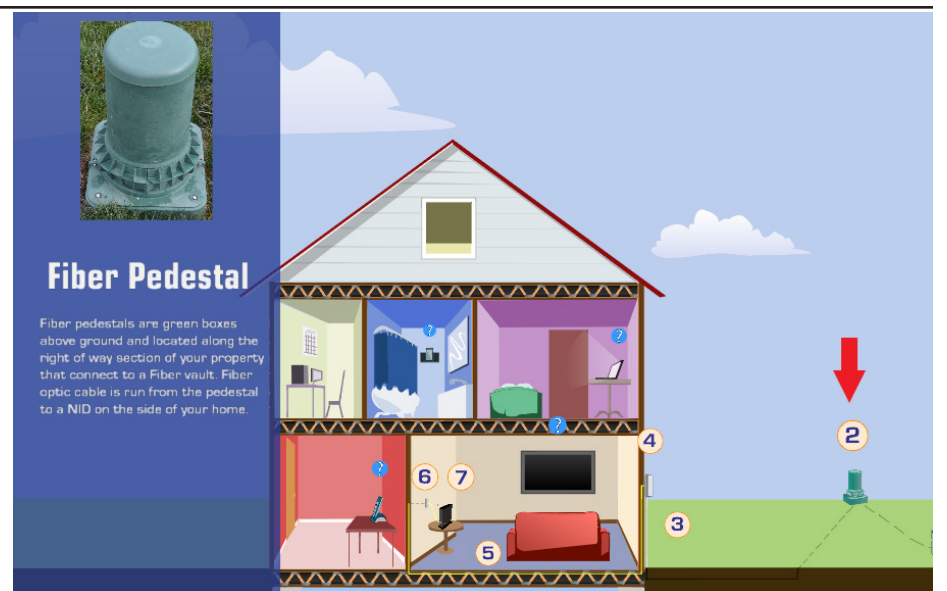 Fiber Pedestal
Fiber pedestals are green boxes
above ground and located along the
right of way section of your property
that connect to a Fiber vault. Fiber
optic cable is run from the pedestal
to a NID on the side of your home.
?
?
?
?
2
4
6
7
3
5